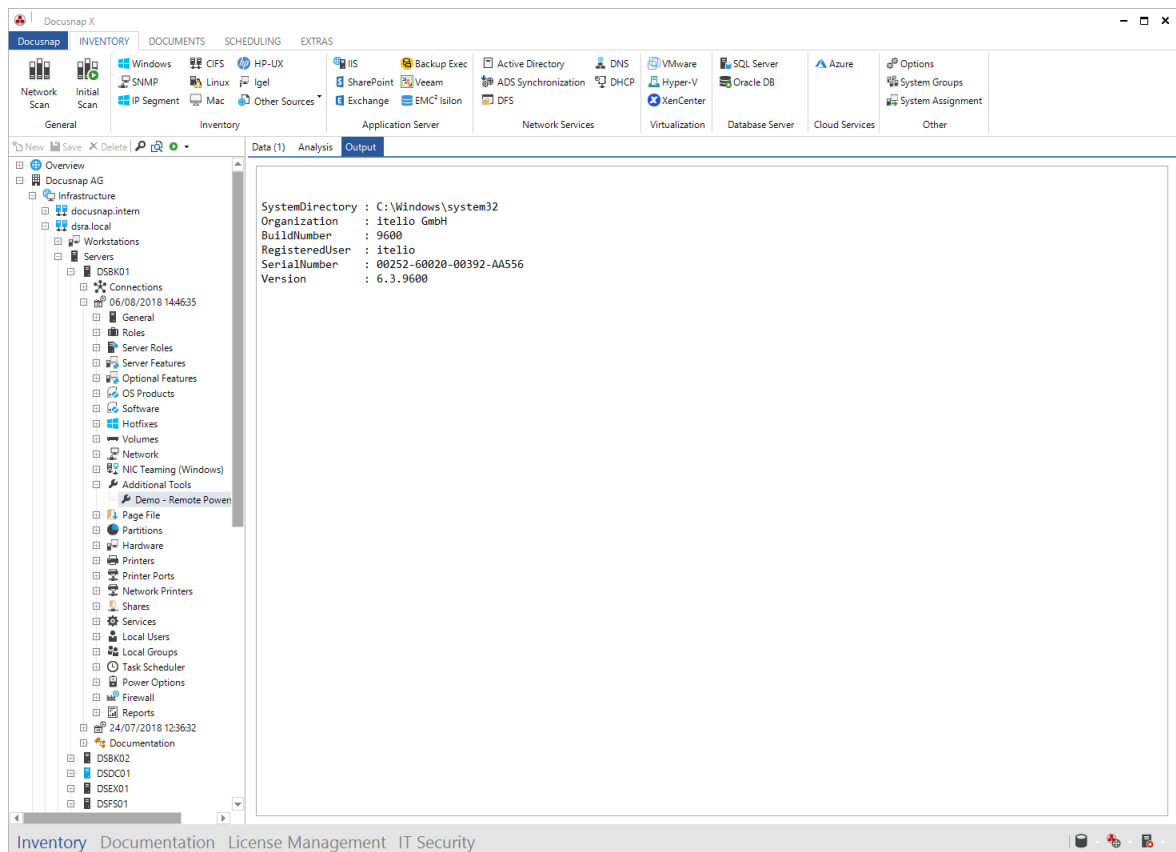 Docusnap X
Docusnap INVENTORY DOCUMENTS SCHEDULING EXTRAS
Network Scan
Initial Scan
General
Windows CIFS HP-UX
SNMP Linux Igel
IP Segment Mac Other Sources
Inventory
IIS Backup Exec
SharePoint Veeam
Exchange EMC² Isilon
Application Server
Active Directory DNS
ADS Synchronization DHCP
DFS
Network Services
VMware
Hyper-V
XenCenter
Virtualization
SQL Server
Oracle DB
Database Server
Azure
Cloud Services
Options
System Groups
System Assignment
Other
New Save Delete
Overview
Docusnap AG
Infrastructure
docusnap.intern
dsra.local
Workstations
Servers
DSBK01
Connections
06/08/2018 14:46:35
General
Roles
Server Roles
Server Features
Optional Features
OS Products
Software
Hotfixes
Volumes
Network
NIC Teaming (Windows)
Additional Tools
Demo - Remote Powers
Page File
Partitions
Hardware
Printers
Printer Ports
Network Printers
Shares
Services
Local Users
Local Groups
Task Scheduler
Power Options
Firewall
Reports
24/07/2018 12:36:32
Documentation
DSBK02
DSDC01
DSEX01
DSFS01
Data (1) Analysis Output
SystemDirectory : C:\Windows\system32
Organization : itelio GmbH
BuildNumber : 9600
RegisteredUser : itelio
SerialNumber : 00252-60020-00392-AA556
Version : 6.3.9600
Inventory Documentation License Management IT Security